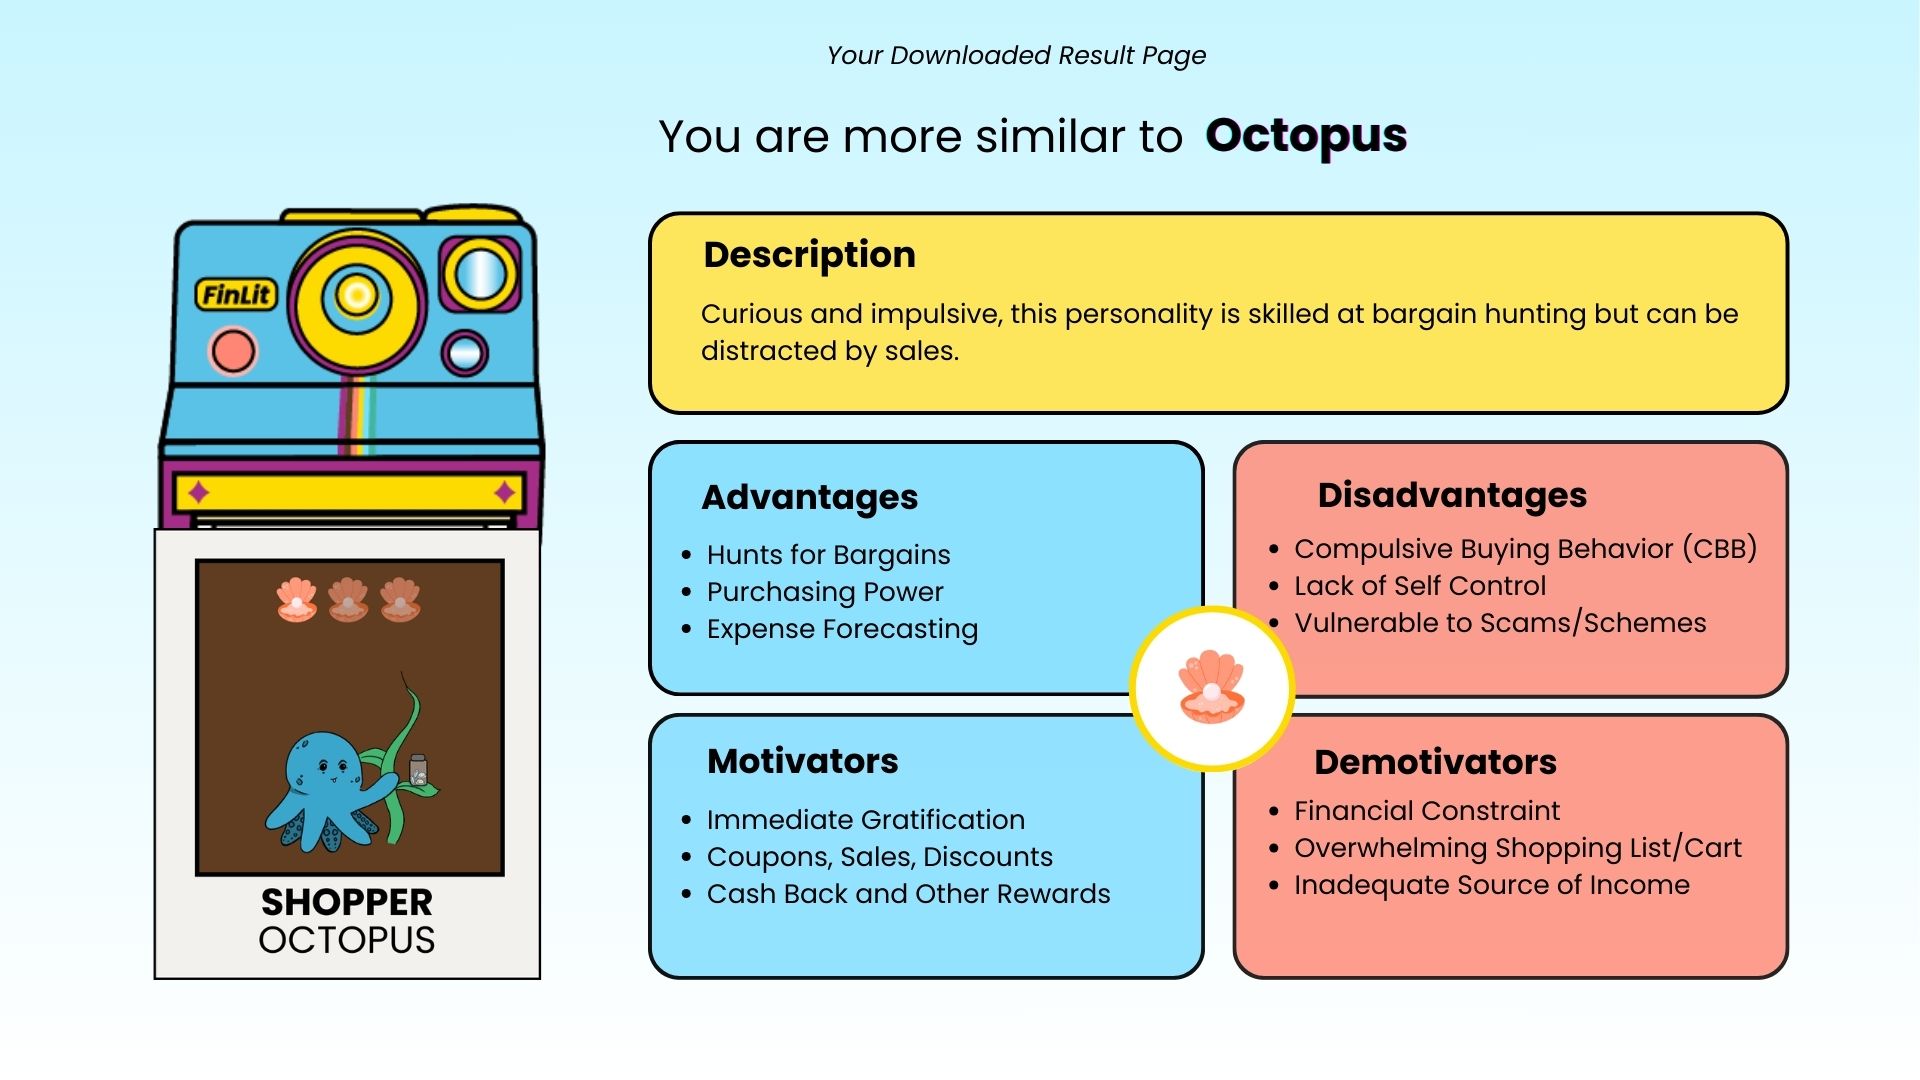 Your Downloaded Result Page
You are more similar to Octopus
FinLit
SHOPPER
OCTOPUS
Description
Curious and impulsive, this personality is skilled at bargain hunting but can be
distracted by sales.
Advantages
• Hunts for Bargains
• Purchasing Power
• Expense Forecasting
Disadvantages
• Compulsive Buying Behavior (CBB)
• Lack of Self Control
• Vulnerable to Scams/Schemes
Motivators
• Immediate Gratification
• Coupons, Sales, Discounts
• Cash Back and Other Rewards
Demotivators
• Financial Constraint
• Overwhelming Shopping List/Cart
• Inadequate Source of Income